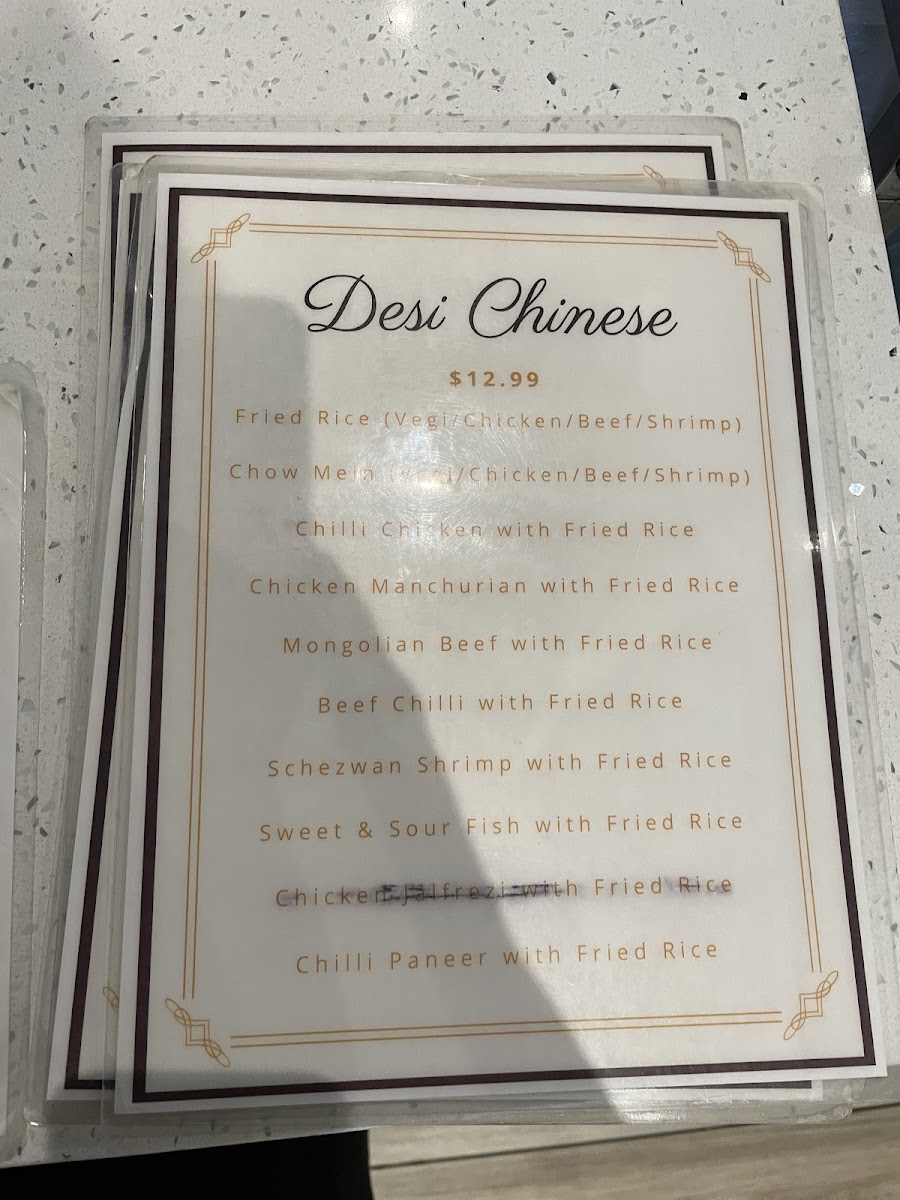 Desi Chinese
$12.99
Fried Rice (Vegi/Chicken/Beef/Shrimp)
Chow Mein (Vegi/Chicken/Beef/Shrimp)
Chilli Chicken with Fried Rice
Chicken Manchurian with Fried Rice
Mongolian Beef with Fried Rice
Beef Chilli with Fried Rice
Schezwan Shrimp with Fried Rice
Sweet & Sour Fish with Fried Rice
Chicken Jalfrezi with Fried Rice
Chilli Paneer with Fried Rice